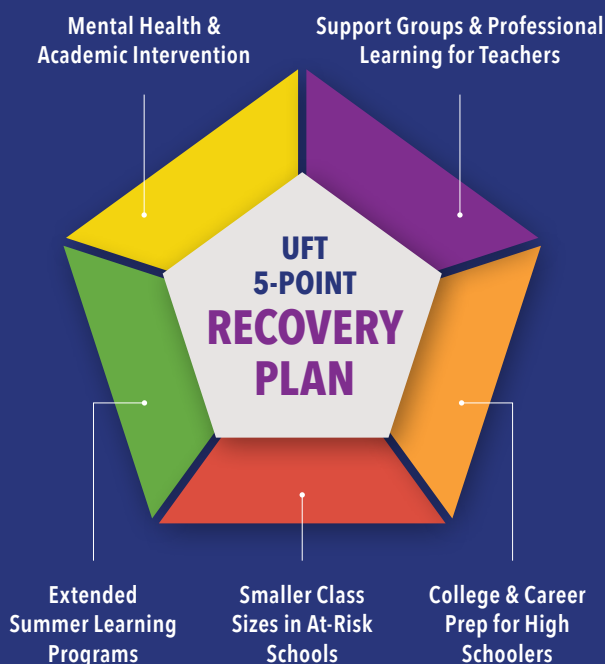 Mental Health &
Academic Intervention
Support Groups & Professional
Learning for Teachers
UFT
5-POINT
RECOVERY
PLAN
Extended
Summer Learning
Programs
Smaller Class
Sizes in At-Risk
Schools
College & Career
Prep for High
Schoolers